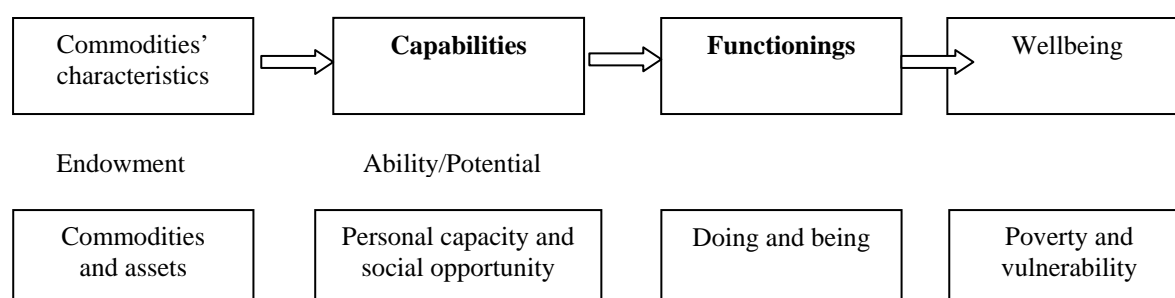 Commodities’
characteristics
Capabilities
Functionings
Wellbeing
Endowment
Ability/Potential
Commodities
and assets
Personal capacity and
social opportunity
Doing and being
Poverty and
vulnerability